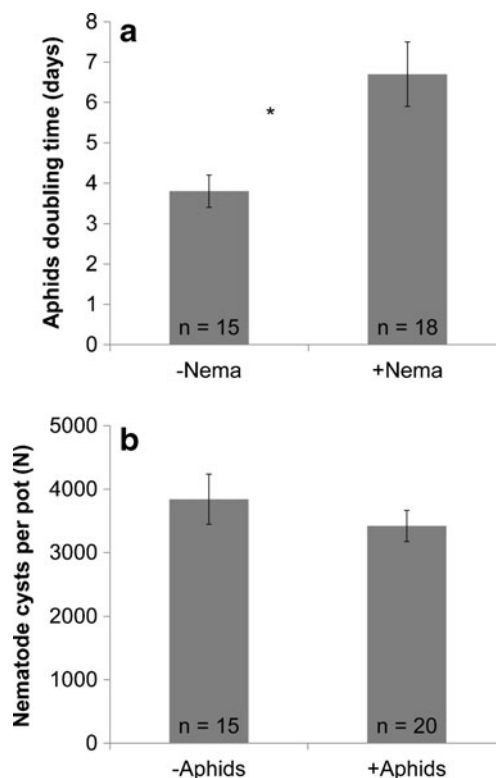 a
Aphids doubling time (days)
8
7
6
5
4
3
2
1
0
*
n = 15
n = 18
-Nema
+Nema
b
Nematode cysts per pot (N)
5000
4000
3000
2000
1000
0
n = 15
n = 20
-Aphids
+Aphids